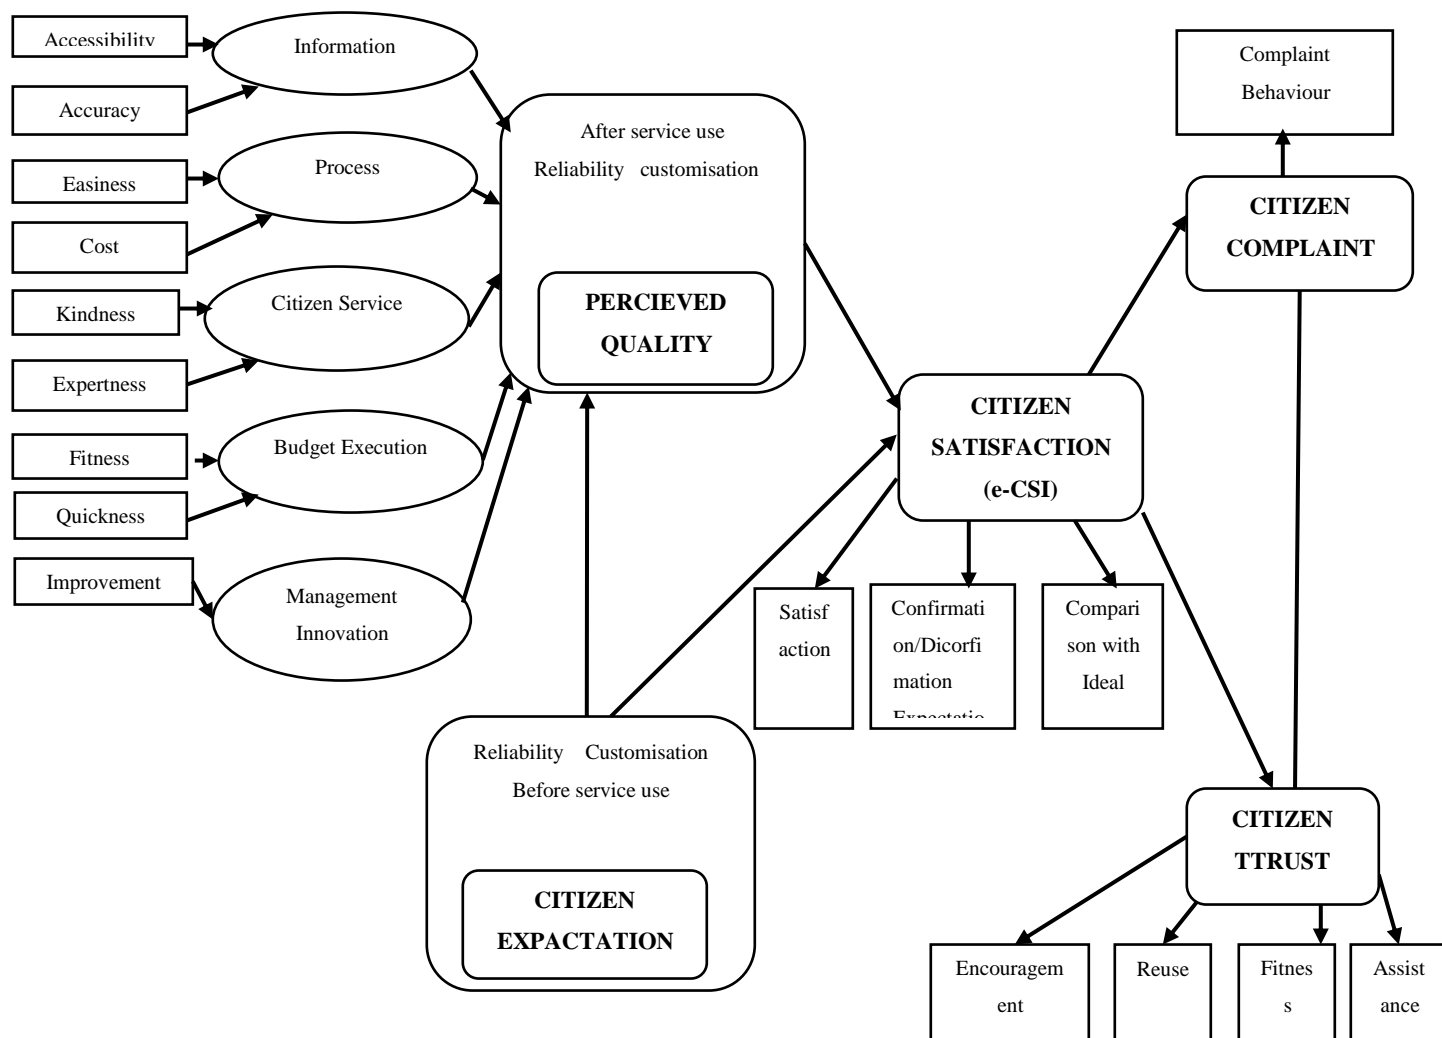 Accessibility
Information
Accuracy
Easiness
Process
Cost
Kindness
Citizen Service
Expertness
Fitness
Budget Execution
Quickness
Improvement
Management
Innovation
After service use
Reliability customisation
PERCIEVED
QUALITY
Reliability Customisation
Before service use
CITIZEN
EXPACTATION
CITIZEN
SATISFACTION
(e-CSI)
Satisf
action
Confirmati
on/Dicorfi
mation
Expectatio
Compari
son with
Ideal
Complaint
Behaviour
CITIZEN
COMPLAINT
CITIZEN
TTRUST
Encouragem
ent
Reuse
Fitnes
s
Assist
ance